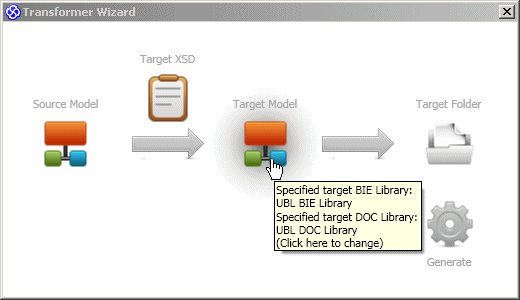 Transformer Wizard
Target XSD
Source Model
Target Model
Target Folder
Specified target BIE Library:
UBL BIE Library
Specified target DOC Library:
UBL DOC Library
(Click here to change)
Generate